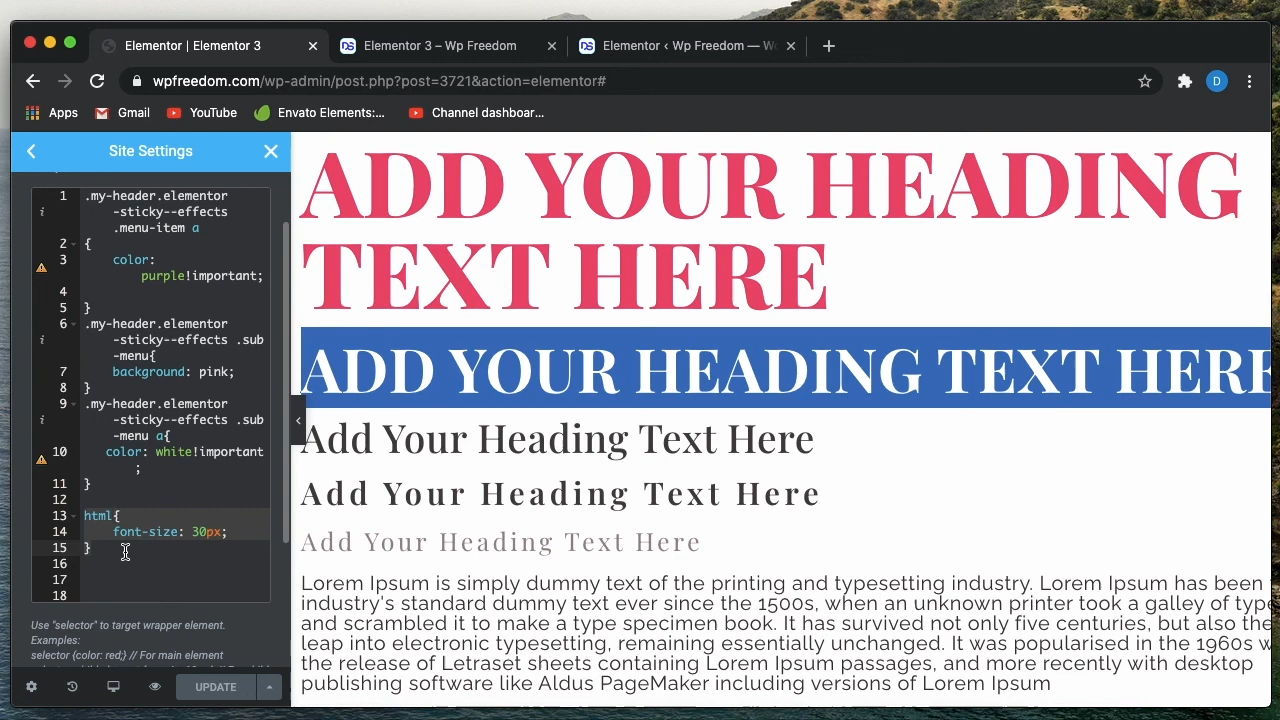 Elementor | Elementor 3
Elementor 3 – Wp Freedom
Elementor ‹ Wp Freedom — Wo
wpfreedom.com/wp-admin/post.php?post=3721&action=elementor#
D
Apps
Gmail
YouTube
Envato Elements:...
Channel dashboar...
Site Settings
1 .my-header.elementor
-sticky--effects
.menu-item a
2 {
3 color:
purple!important;
4
5 }
6 .my-header.elementor
-sticky--effects .sub
-menu{
7 background: pink;
8 }
9 .my-header.elementor
-sticky--effects .sub
-menu a{
10 color: white!important
;
11 }
12
13 html{
14 font-size: 30px;
15 }
16
17
18
Use "selector" to target wrapper element.
Examples:
selector {color: red;} // For main element
UPDATE
ADD YOUR HEADING
TEXT HERE
ADD YOUR HEADING TEXT HERE
Add Your Heading Text Here
Add Your Heading Text Here
Add Your Heading Text Here
Lorem Ipsum is simply dummy text of the printing and typesetting industry. Lorem Ipsum has been
industry's standard dummy text ever since the 1500s, when an unknown printer took a galley of type
and scrambled it to make a type specimen book. It has survived not only five centuries, but also the
leap into electronic typesetting, remaining essentially unchanged. It was popularised in the 1960s w
the release of Letraset sheets containing Lorem Ipsum passages, and more recently with desktop
publishing software like Aldus PageMaker including versions of Lorem Ipsum